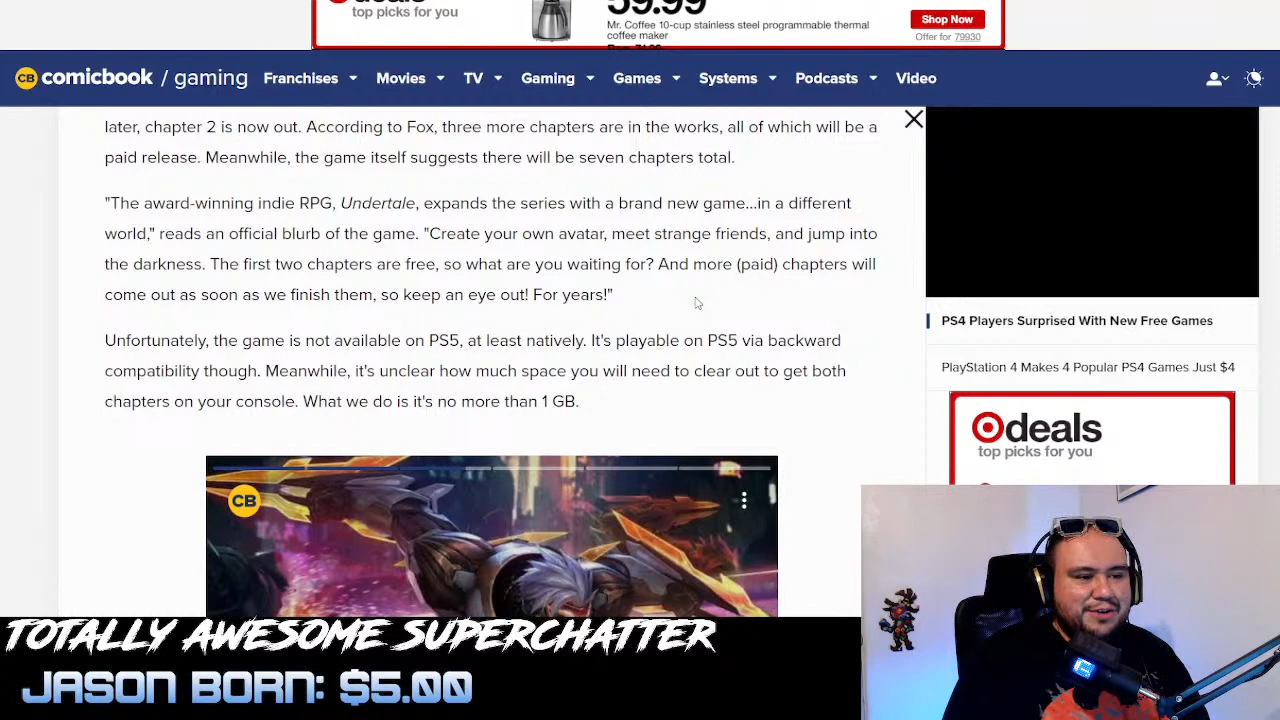 deals
top picks for you
59.99
Mr. Coffee 10-cup stainless steel programmable thermal
coffee maker
Shop Now
Offer for 79930
CB comicbook / gaming
Franchises
Movies
TV
Gaming
Games
Systems
Podcasts
Video
later, chapter 2 is now out. According to Fox, three more chapters are in the works, all of which will be a
paid release. Meanwhile, the game itself suggests there will be seven chapters total.
"The award-winning indie RPG, Undertale, expands the series with a brand new game...in a different
world," reads an official blurb of the game. "Create your own avatar, meet strange friends, and jump into
the darkness. The first two chapters are free, so what are you waiting for? And more (paid) chapters will
come out as soon as we finish them, so keep an eye out! For years!"
Unfortunately, the game is not available on PS5, at least natively. It's playable on PS5 via backward
compatibility though. Meanwhile, it's unclear how much space you will need to clear out to get both
chapters on your console. What we do is it's no more than 1 GB.
PS4 Players Surprised With New Free Games
PlayStation 4 Makes 4 Popular PS4 Games Just $4
deals
top picks for you
CB
TOTALLY AWESOME SUPERCHATTER
JASON BORN: $5.00